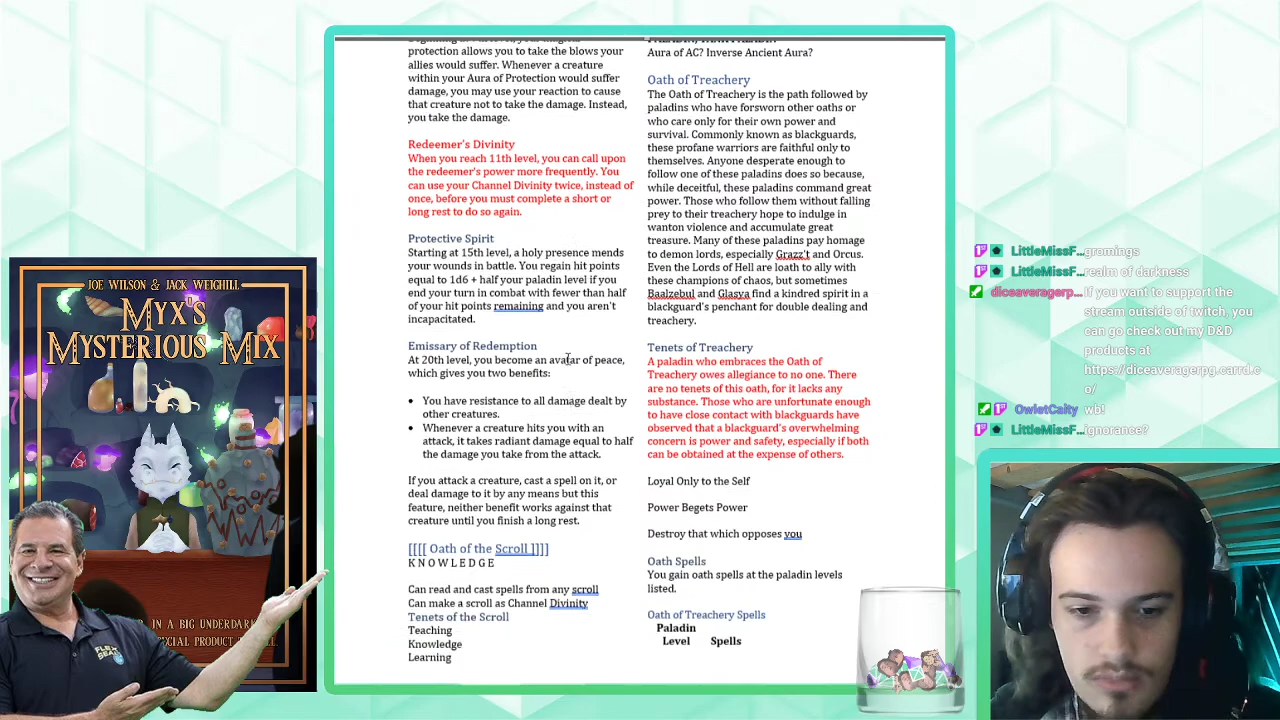 protection allows you to take the blows your
allies would suffer. Whenever a creature
within your Aura of Protection would suffer
damage, you may use your reaction to cause
that creature not to take the damage. Instead,
you take the damage.
Redeemer's Divinity
When you reach 11th level, you can call upon
the redeemer's power more frequently. You
can use your Channel Divinity twice, instead of
once, before you must complete a short or
long rest to do so again.
Protective Spirit
Starting at 15th level, a holy presence mends
your wounds in battle. You regain hit points
equal to 1d6 + half your paladin level if you
end your turn in combat with fewer than half
of your hit points remaining and you aren't
incapacitated.
Emissary of Redemption
At 20th level, you become an avatar of peace,
which gives you two benefits:
• You have resistance to all damage dealt by
other creatures.
• Whenever a creature hits you with an
attack, it takes radiant damage equal to half
the damage you take from the attack.
If you attack a creature, cast a spell on it, or
deal damage to it by any means but this
feature, neither benefit works against that
creature until you finish a long rest.
[[[[ Oath of the Scroll ]]]]
K N O W L E D G E
Can read and cast spells from any scroll
Can make a scroll as Channel Divinity
Tenets of the Scroll
Teaching
Knowledge
Learning
Aura of AC? Inverse Ancient Aura?
Oath of Treachery
The Oath of Treachery is the path followed by
paladins who have forsworn other oaths or
who care only for their own power and
survival. Commonly known as blackguards,
these profane warriors are faithful only to
themselves. Anyone desperate enough to
follow one of these paladins does so because,
while deceitful, these paladins command great
power. Those who follow them without falling
prey to their treachery hope to indulge in
wanton violence and accumulate great
treasure. Many of these paladins pay homage
to demon lords, especially Grazz't and Orcus.
Even the Lords of Hell are loath to ally with
these champions of chaos, but sometimes
Baalzebul and Glasya find a kindred spirit in a
blackguard's penchant for double dealing and
treachery.
Tenets of Treachery
A paladin who embraces the Oath of
Treachery owes allegiance to no one. There
are no tenets of this oath, for it lacks any
substance. Those who are unfortunate enough
to have close contact with blackguards have
observed that a blackguard's overwhelming
concern is power and safety, especially if both
can be obtained at the expense of others.
Loyal Only to the Self
Power Begets Power
Destroy that which opposes you
Oath Spells
You gain oath spells at the paladin levels
listed.
Oath of Treachery Spells
Paladin
Level Spells
JOE WILSON & JACK WEIGHILL
MYX'S
MYSTERIOUS MIX
IN A BIG UNDERDAR
ECIAL PRODUCT
FLEX
SEAL
LittleMissF… gromings
LittleMissF… realm of darkness
diceaveragerp… If you want to support the
stream outside of twitch, you
can go check out my D&D
products at
https://diceaveragerpg.carrd.c
o/
OwletCaity wb!
LittleMissF… ignorance?